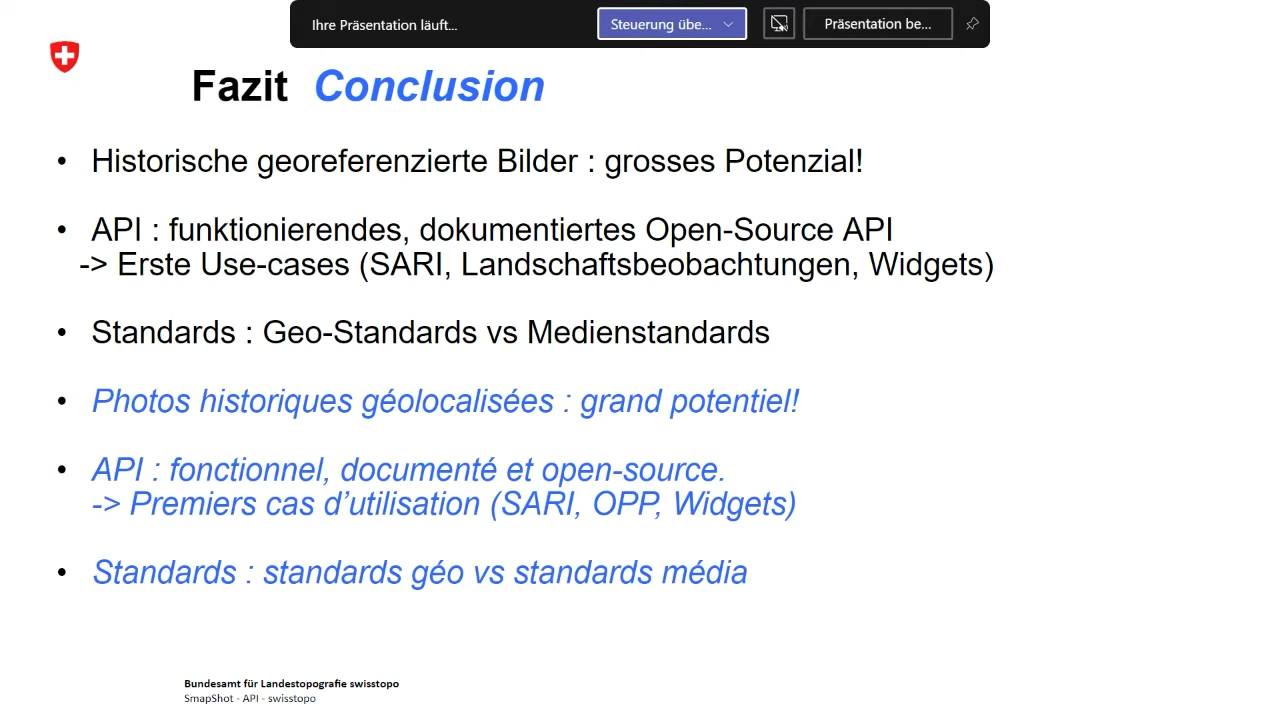 Ihre Präsentation läuft...
Steuerung übe...
Präsentation be...
Fazit Conclusion
• Historische georeferenzierte Bilder : grosses Potenzial!
• API : funktionierendes, dokumentiertes Open-Source API
-> Erste Use-cases (SARI, Landschaftsbeobachtungen, Widgets)
• Standards : Geo-Standards vs Medienstandards
• Photos historiques géolocalisées : grand potentiel!
• API : fonctionnel, documenté et open-source.
-> Premiers cas d’utilisation (SARI, OPP, Widgets)
• Standards : standards géo vs standards média
Bundesamt für Landestopografie swisstopo
SmapShot - API - swisstopo